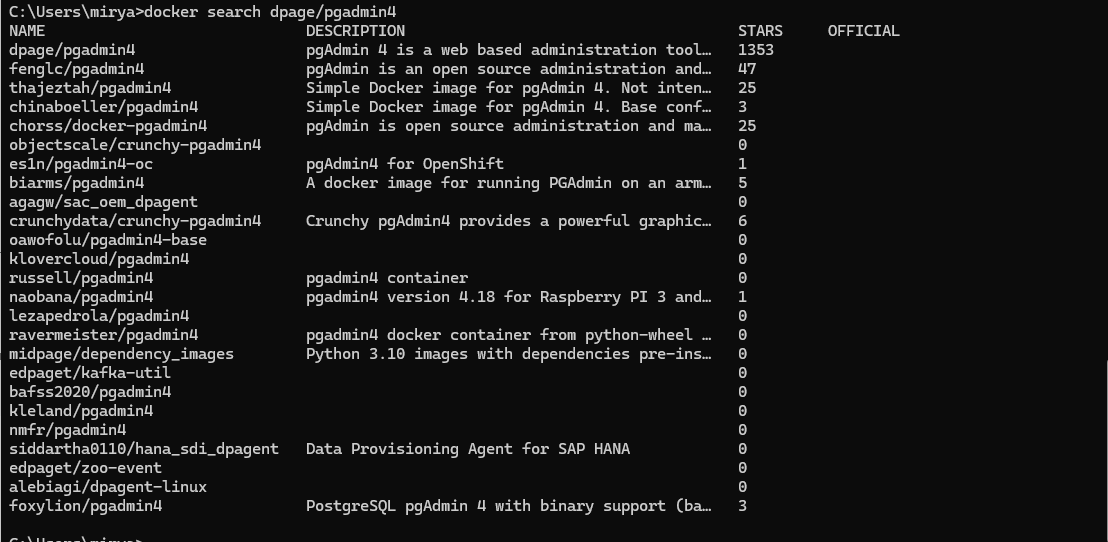 C:\Users\mirya>docker search dpage/pgadmin4
NAME DESCRIPTION STARS OFFICIAL
dpage/pgadmin4 pgAdmin 4 is a web based administration tool… 1353
fenglc/pgadmin4 pgAdmin is an open source administration and… 47
thajeztah/pgadmin4 Simple Docker image for pgAdmin 4. Not inten… 25
chinaboeller/pgadmin4 Simple Docker image for pgAdmin 4. Base conf… 3
chorss/docker-pgadmin4 pgAdmin is open source administration and ma… 25
objectscale/crunchy-pgadmin4 0
es1n/pgadmin4-oc pgAdmin4 for OpenShift 1
biarms/pgadmin4 A docker image for running PGAdmin on an arm… 5
agagw/sac_oem_dpagent 0
crunchydata/crunchy-pgadmin4 Crunchy pgAdmin4 provides a powerful graphic… 6
oawofolu/pgadmin4-base 0
klovercloud/pgadmin4 0
russell/pgadmin4 pgadmin4 container 0
naobana/pgadmin4 pgadmin4 version 4.18 for Raspberry PI 3 and… 1
lezapedrola/pgadmin4 0
ravermeister/pgadmin4 pgadmin4 docker container from python-wheel … 0
midpage/dependency_images Python 3.10 images with dependencies pre-ins… 0
edpaget/kafka-util 0
bafss2020/pgadmin4 0
kleland/pgadmin4 0
nmfr/pgadmin4 0
siddartha0110/hana_sdi_dpagent Data Provisioning Agent for SAP HANA 0
edpaget/zoo-event 0
alebiagi/dpagent-linux 0
foxylion/pgadmin4 PostgreSQL pgAdmin 4 with binary support (ba… 3
C:\Users\mirya>